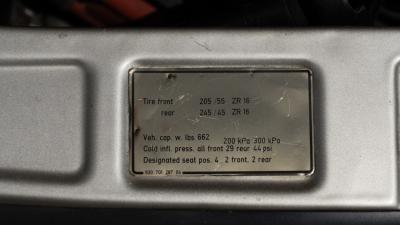 Tire front 205/55 ZR 16
rear 245/45 ZR 16
Veh. cap. w. lbs 662 200 kPa 300 kPa
Cold infl. press. all front 29 rear 44 psi
Designated seat pos. 4, 2 front, 2 rear